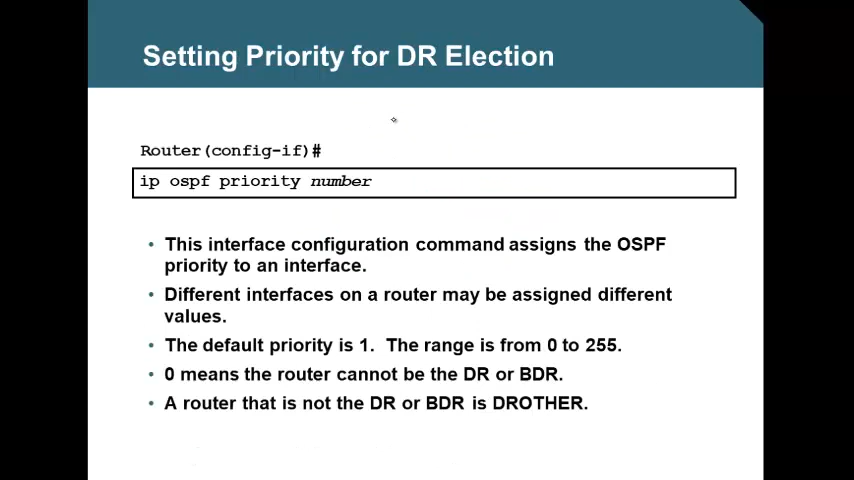 Setting Priority for DR Election
Router(config-if)#
ip ospf priority number
• This interface configuration command assigns the OSPF
priority to an interface.
• Different interfaces on a router may be assigned different
values.
• The default priority is 1. The range is from 0 to 255.
• 0 means the router cannot be the DR or BDR.
• A router that is not the DR or BDR is DROTHER.